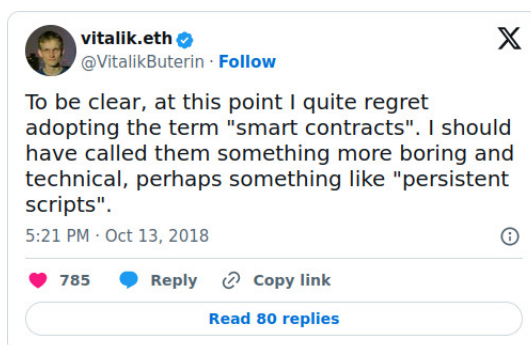 vitalik.eth
@VitalikButerin · Follow
To be clear, at this point I quite regret
adopting the term "smart contracts". I should
have called them something more boring and
technical, perhaps something like "persistent
scripts".
5:21 PM · Oct 13, 2018
785 Reply Copy link
Read 80 replies